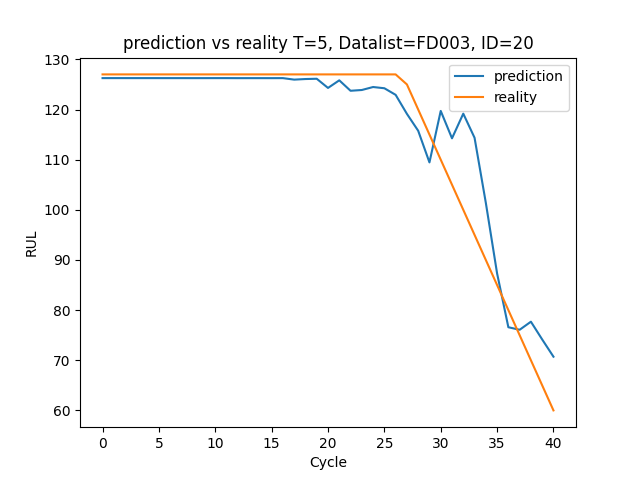 prediction vs reality T=5, Datalist=FD003, ID=20
prediction
reality
130
120
110
100
90
80
70
60
RUL
0 5 10 15 20 25 30 35 40
Cycle